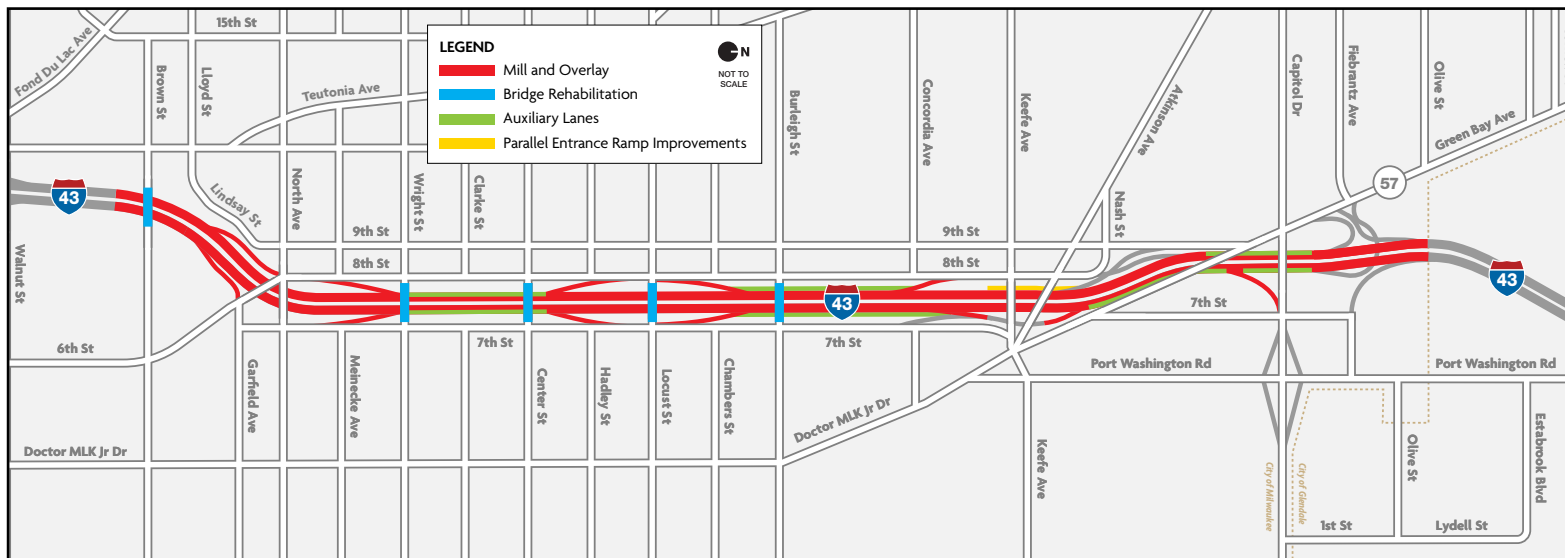 15th St
Fond Du Lac Ave
Brown St
Lloyd St
Teutonia Ave
LEGEND
Mill and Overlay
Bridge Rehabilitation
Auxiliary Lanes
Parallel Entrance Ramp Improvements
N
NOT TO
SCALE
Burleigh St
Concordia Ave
Keefe Ave
Atkinson Ave
Capitol Dr
Fiebrantz Ave
Olive St
Green Bay Ave
57
43
Lindsay St
North Ave
Wright St
Clarke St
Nash St
Walnut St
9th St
9th St
8th St
8th St
43
43
7th St
6th St
7th St
7th St
Garfield Ave
Meinecke Ave
Center St
Hadley St
Locust St
Chambers St
Port Washington Rd
Port Washington Rd
Doctor MLK Jr Dr
Doctor MLK Jr Dr
Keefe Ave
City of Milwaukee
City of Glendale
Olive St
Estabrook Blvd
1st St
Lydell St